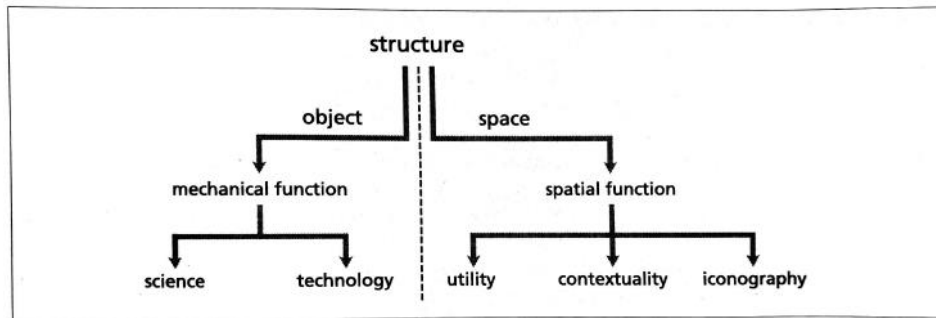 structure
object space
mechanical function spatial function
science technology utility contextuality iconography